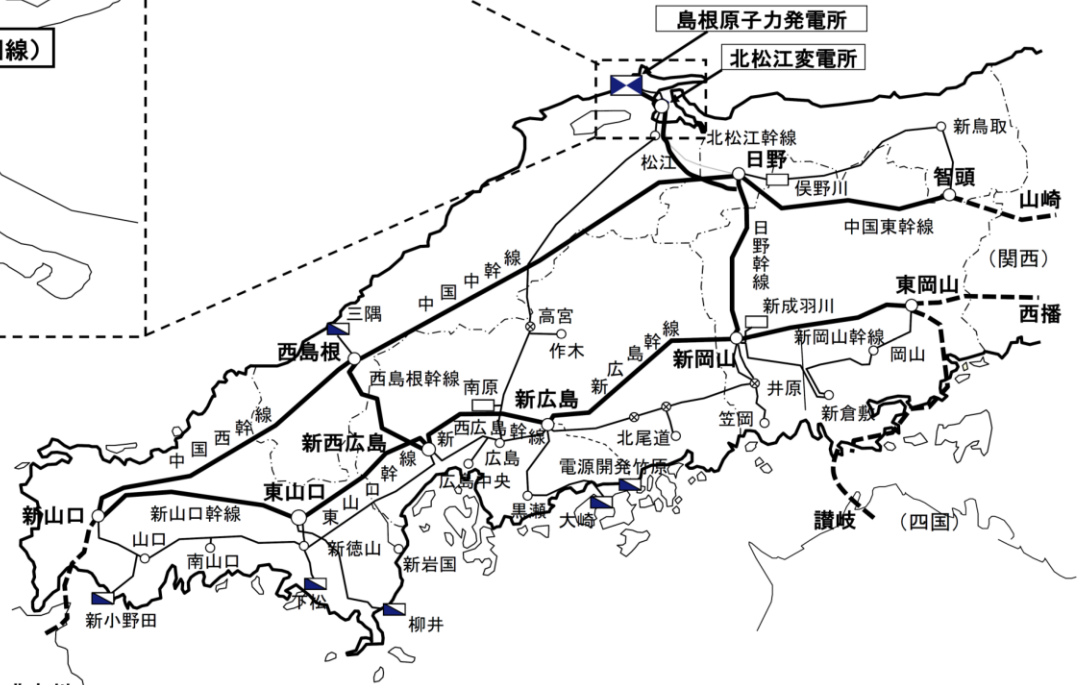 線）
島根原子力発電所
北松江変電所
新鳥取
北松江幹線
日野
松江
俣野川
智頭
山崎
中国東幹線
日野幹線
（関西）
東岡山
中国中幹線
新成羽川
西播
三隅
高宮
新岡山幹線
西島根
作木
新広島幹線
新岡山
岡山
西島根幹線
南原
井原
新広島
新倉敷
中国西幹線
笠岡
新西広島
新西広島幹線
北尾道
広島
電源開発竹原
広島中央
東山口
東山口幹線
黒瀬
大崎
讃岐
（四国）
新山口
新山口幹線
山口
新徳山
南山口
新岩国
下松
新小野田
柳井